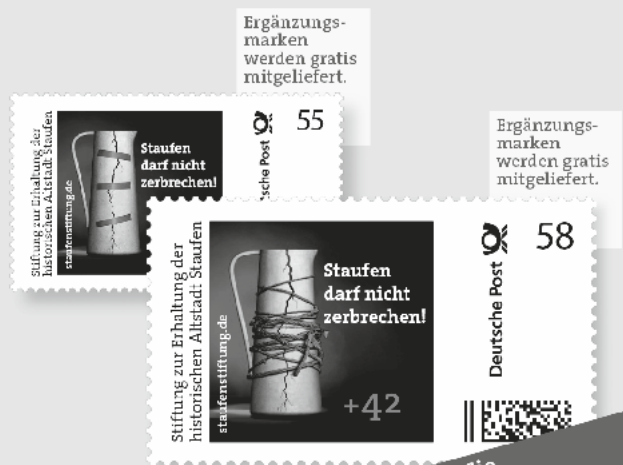 Ergänzungs-
marken
werden gratis
mitgeliefert.
Stiftung zur Erhaltung der
historischen Altstadt Staufen
staufenstiftung.de
Staufen
darf nicht
zerbrechen!
sche Post
55
Ergänzungs-
marken
werden gratis
mitgeliefert.
Stiftung zur Erhaltung der
historischen Altstadt Staufen
staufenstiftung.de
Staufen
darf nicht
zerbrechen!
+42
Deutsche Post
58